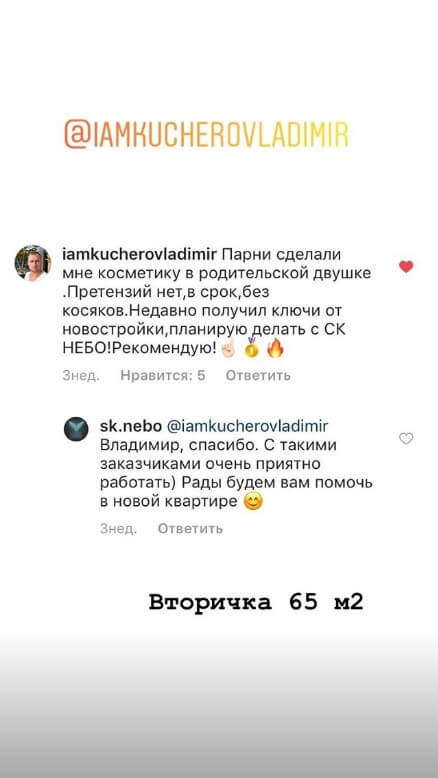 @IAMKUCHEROVLADIMIR
iamkucherovladimir Парни сделали
мне косметику в родительской двушке
.Претензий нет,в срок,без
косяков.Недавно получил ключи от
новостройки,планирую делать с СК
НЕБО!Рекомендую!☝🏻🏅🔥
3нед. Нравится: 5 Ответить
sk.nebo @iamkucherovladimir
Владимир, спасибо. С такими
заказчиками очень приятно
работать) Рады будем вам помочь
в новой квартире 😊
3нед. Ответить
Вторичка 65 м2